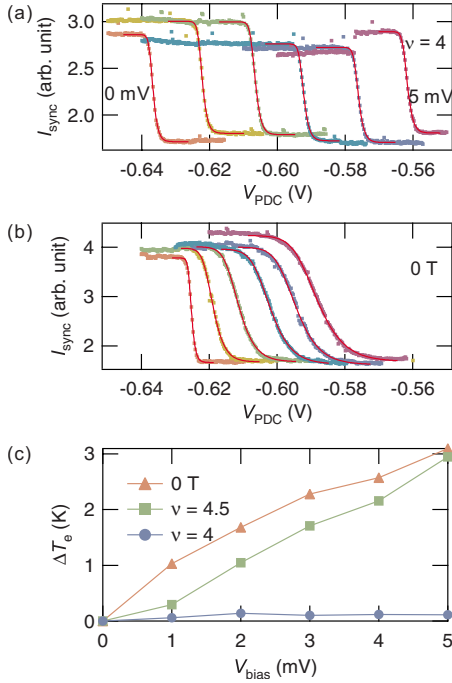 (a)
3.0
2.5
2.0
I_sync (arb. unit)
0 mV
ν = 4
5 mV
-0.64 -0.62 -0.60 -0.58 -0.56
V_PDC (V)
(b)
4
3
2
I_sync (arb. unit)
0 T
-0.64 -0.62 -0.60 -0.58 -0.56
V_PDC (V)
(c)
3
2
1
0
ΔT_e (K)
0 T
ν = 4.5
ν = 4
0 1 2 3 4 5
V_bias (mV)